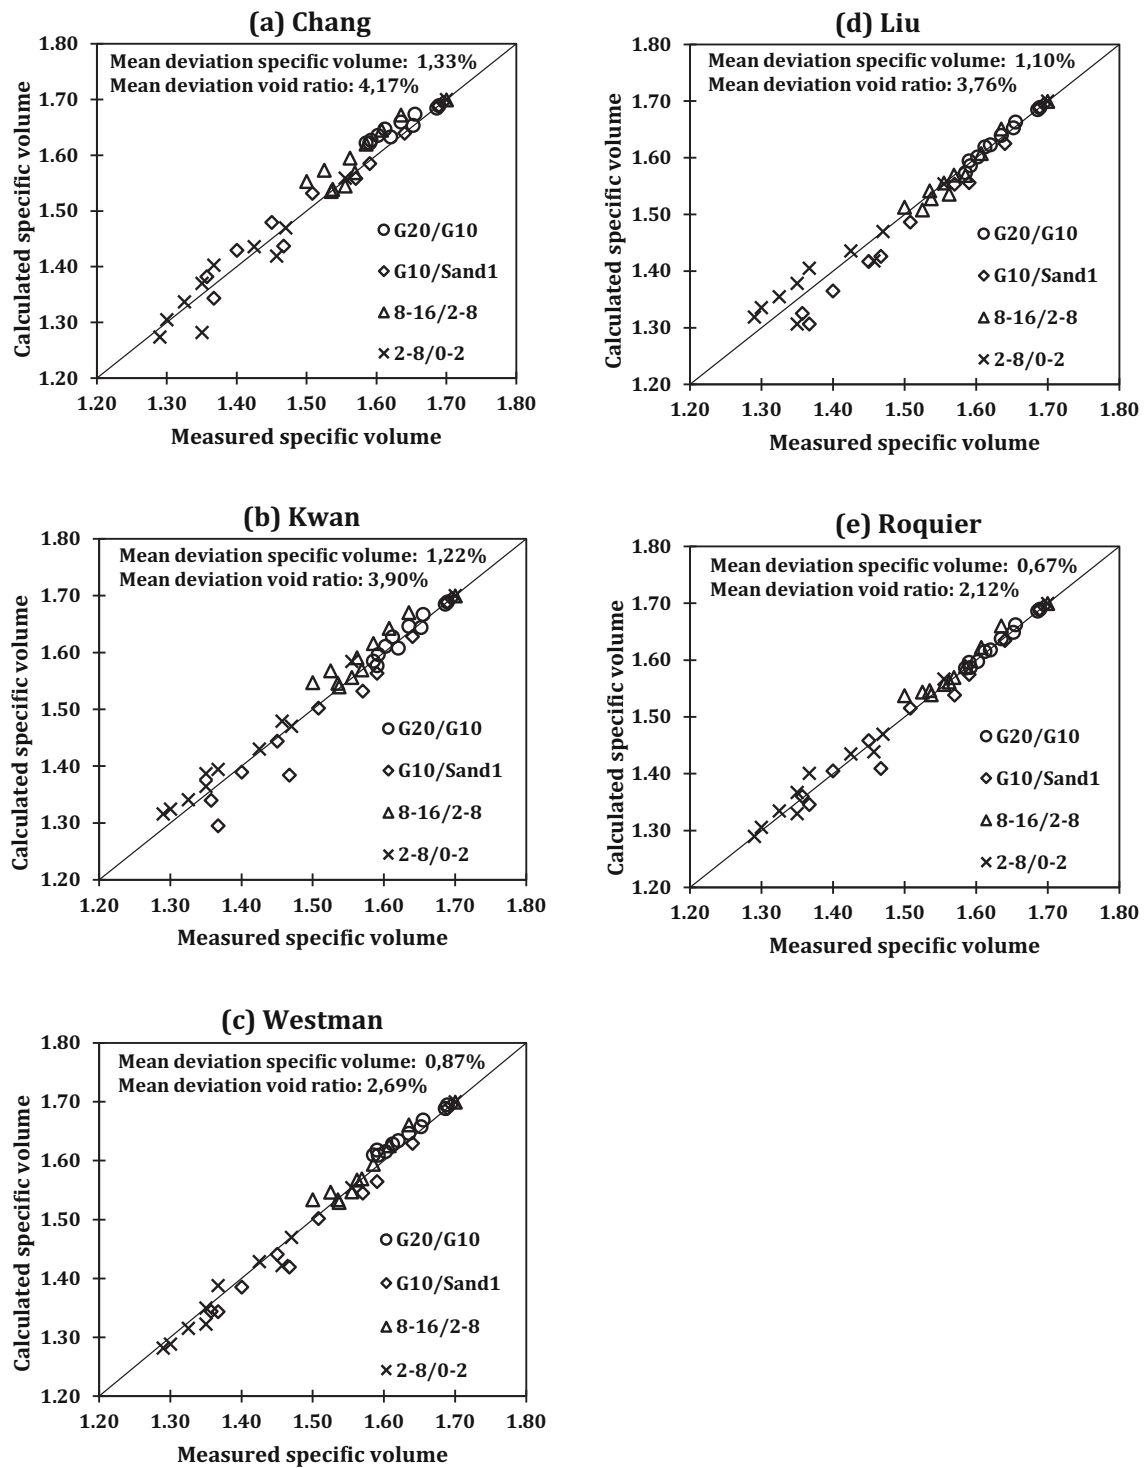 (a) Chang
Mean deviation specific volume: 1,33%
Mean deviation void ratio: 4,17%
Calculated specific volume
1.80
1.70
1.60
1.50
1.40
1.30
1.20
G20/G10
G10/Sand1
8-16/2-8
2-8/0-2
1.20 1.30 1.40 1.50 1.60 1.70 1.80
Measured specific volume
(d) Liu
Mean deviation specific volume: 1,10%
Mean deviation void ratio: 3,76%
Calculated specific volume
1.80
1.70
1.60
1.50
1.40
1.30
1.20
G20/G10
G10/Sand1
8-16/2-8
2-8/0-2
1.20 1.30 1.40 1.50 1.60 1.70 1.80
Measured specific volume
(b) Kwan
Mean deviation specific volume: 1,22%
Mean deviation void ratio: 3,90%
Calculated specific volume
1.80
1.70
1.60
1.50
1.40
1.30
1.20
G20/G10
G10/Sand1
8-16/2-8
2-8/0-2
1.20 1.30 1.40 1.50 1.60 1.70 1.80
Measured specific volume
(e) Roquier
Mean deviation specific volume: 0,67%
Mean deviation void ratio: 2,12%
Calculated specific volume
1.80
1.70
1.60
1.50
1.40
1.30
1.20
G20/G10
G10/Sand1
8-16/2-8
2-8/0-2
1.20 1.30 1.40 1.50 1.60 1.70 1.80
Measured specific volume
(c) Westman
Mean deviation specific volume: 0,87%
Mean deviation void ratio: 2,69%
Calculated specific volume
1.80
1.70
1.60
1.50
1.40
1.30
1.20
G20/G10
G10/Sand1
8-16/2-8
2-8/0-2
1.20 1.30 1.40 1.50 1.60 1.70 1.80
Measured specific volume